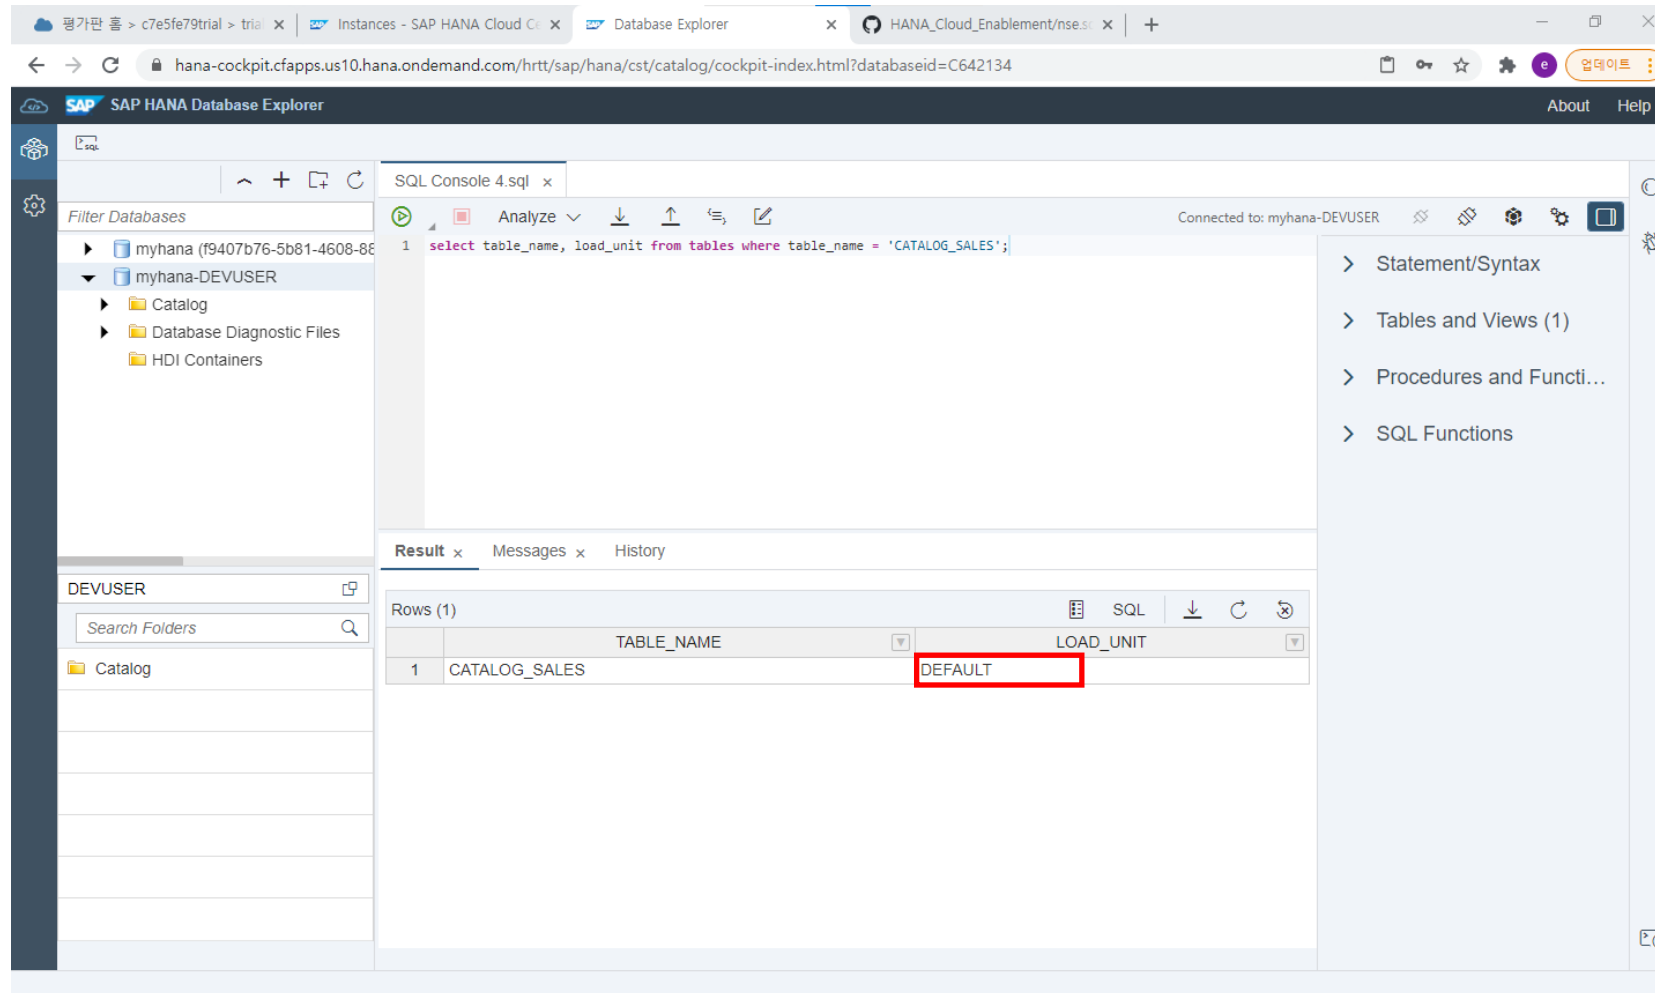 평가판 홈 > c7e5fe79trial > tria
Instances - SAP HANA Cloud Ce
Database Explorer
HANA_Cloud_Enablement/nse.sq
hana-cockpit.cfapps.us10.hana.ondemand.com/hrtt/sap/hana/cst/catalog/cockpit-index.html?databaseid=C642134
e
업데이트
SAP SAP HANA Database Explorer
About Help
SQL
SQL Console 4.sql
Filter Databases
Analyze
Connected to: myhana-DEVUSER
myhana (f9407b76-5b81-4608-88
myhana-DEVUSER
Catalog
Database Diagnostic Files
HDI Containers
1 select table_name, load_unit from tables where table_name = 'CATALOG_SALES';
Statement/Syntax
Tables and Views (1)
Procedures and Functi...
SQL Functions
Result Messages History
DEVUSER
Search Folders
Catalog
Rows (1)
SQL
TABLE_NAME LOAD_UNIT
1 CATALOG_SALES DEFAULT